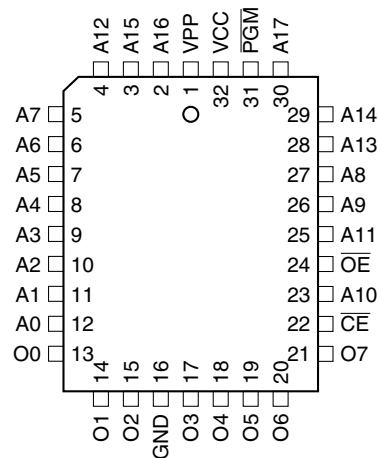 A12 A15 A16 VPP VCC P̅G̅M̅ A17
4 3 2 1 32 31 30
A7 5 29 A14
A6 6 28 A13
A5 7 27 A8
A4 8 26 A9
A3 9 25 A11
A2 10 24 O̅E̅
A1 11 23 A10
A0 12 22 C̅E̅
O0 13 21 O7
14 15 16 17 18 19 20
O1 O2 GND O3 O4 O5 O6